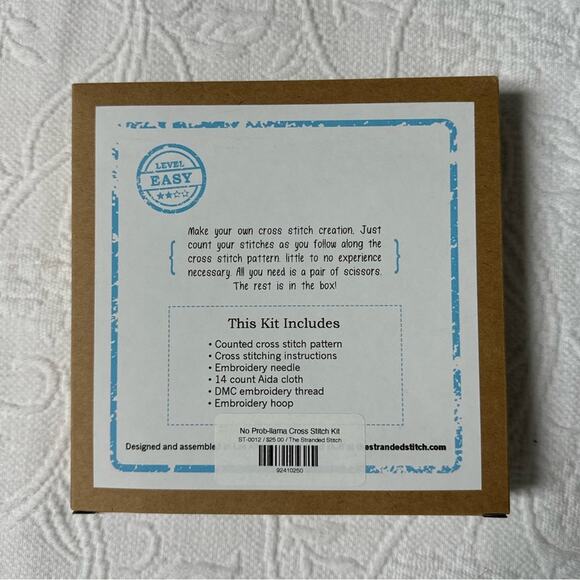 LEVEL
EASY
Make your own cross stitch creation. Just
count your stitches as you follow along the
cross stitch pattern. little to no experience
necessary. All you need is a pair of scissors.
The rest is in the box!
This Kit Includes
• Counted cross stitch pattern
• Cross stitching instructions
• Embroidery needle
• 14 count Aida cloth
• DMC embroidery thread
• Embroidery hoop
No Prob-llama Cross Stitch Kit
ST-0012 / $25.00 / The Stranded Stitch
92410250
Designed and assemble
estrandedstitch.com